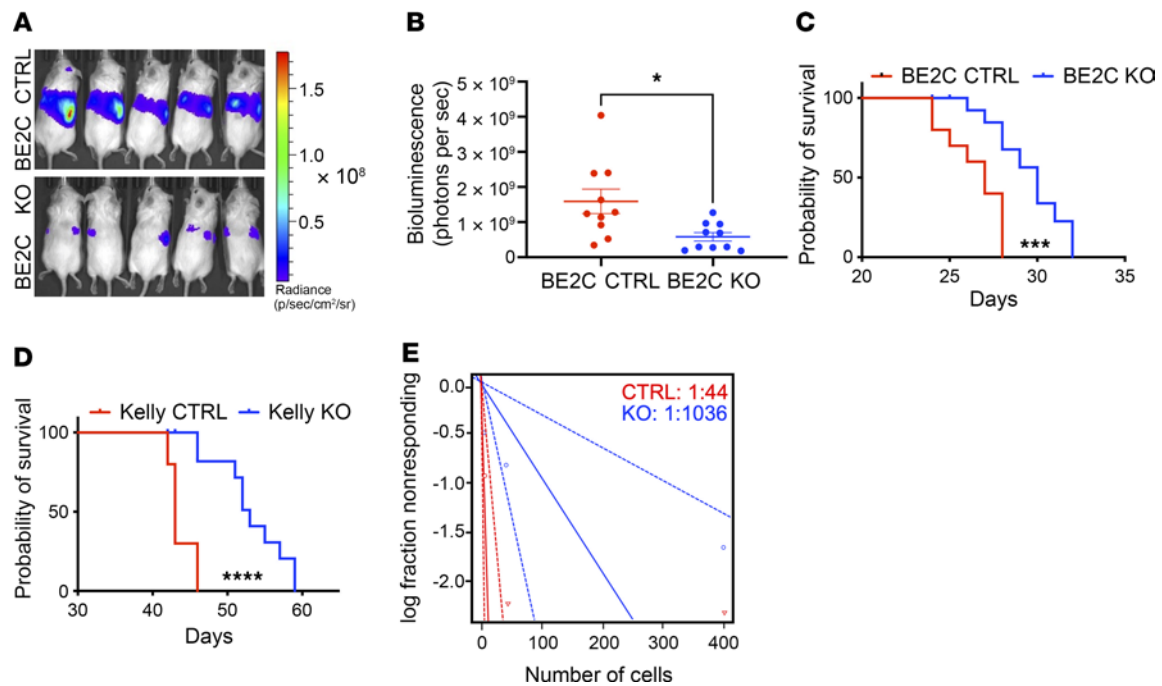 A
BE2C CTRL
BE2C KO
1.5
1.0
× 10⁸
0.5
Radiance
(p/sec/cm²/sr)
B
*
Bioluminescence
(photons per sec)
5 × 10⁹
4 × 10⁹
3 × 10⁹
2 × 10⁹
1 × 10⁹
0
BE2C CTRL BE2C KO
C
BE2C CTRL BE2C KO
Probability of survival
100
50
0
***
20 25 30 35
Days
D
Kelly CTRL Kelly KO
Probability of survival
100
50
0
****
30 40 50 60
Days
E
CTRL: 1:44
KO: 1:1036
log fraction nonresponding
0.0
-0.5
-1.0
-1.5
-2.0
0 100 200 300 400
Number of cells